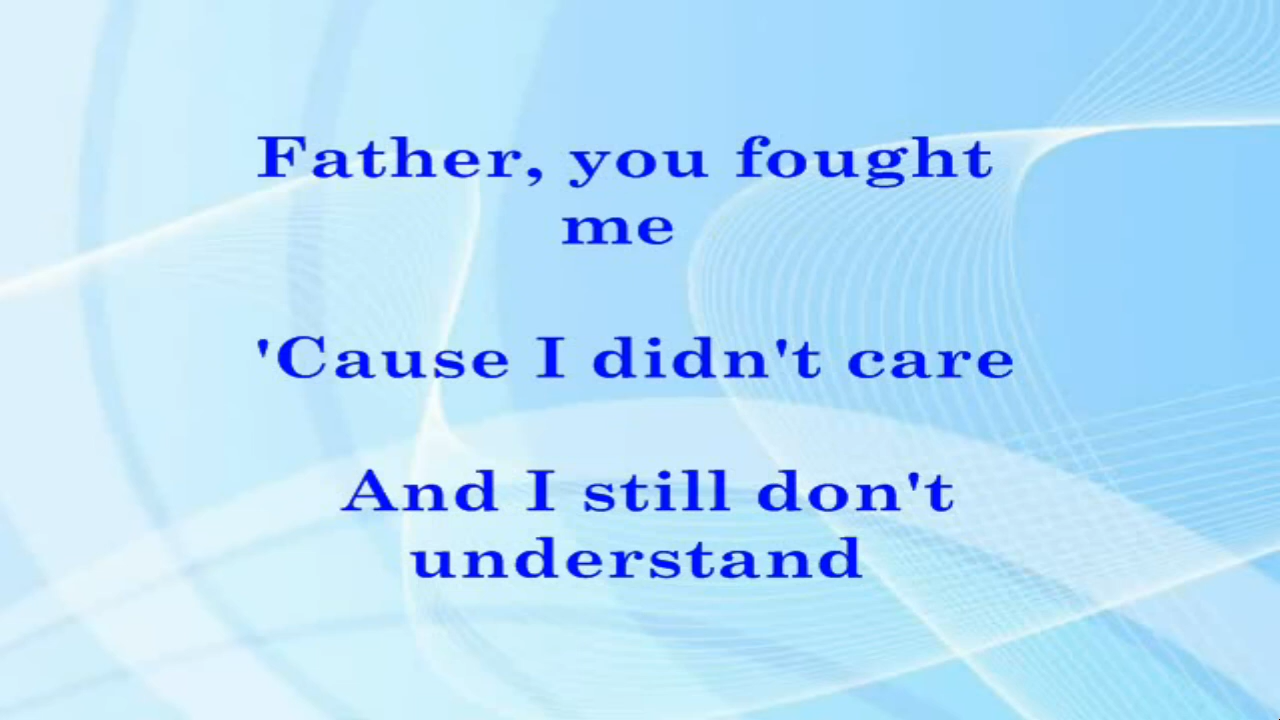 Father, you fought
me
'Cause I didn't care
And I still don't
understand